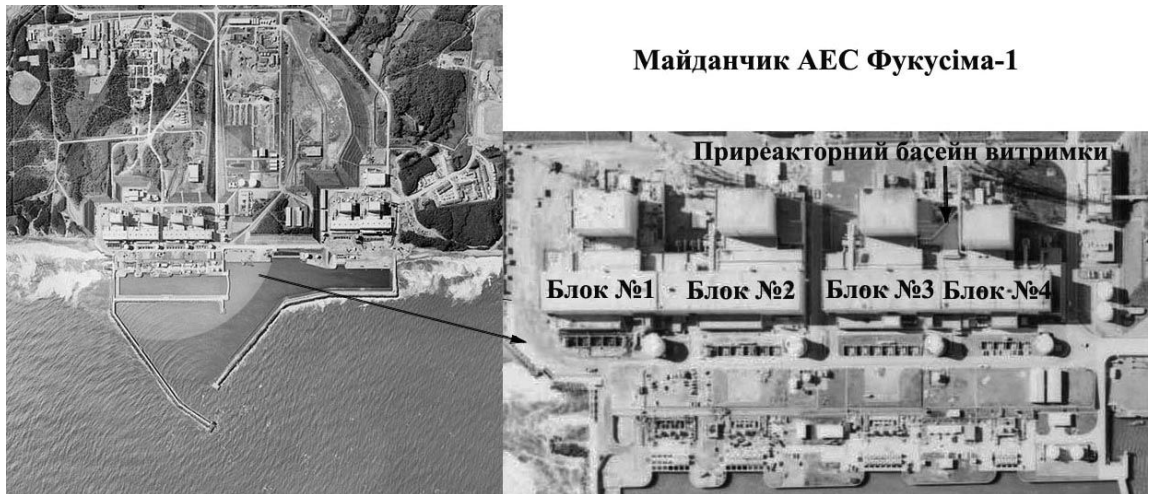 Майданчик АЕС Фукусіма-1
Приреакторний басейн витримки
Блок №1
Блок №2
Блок №3
Блок №4